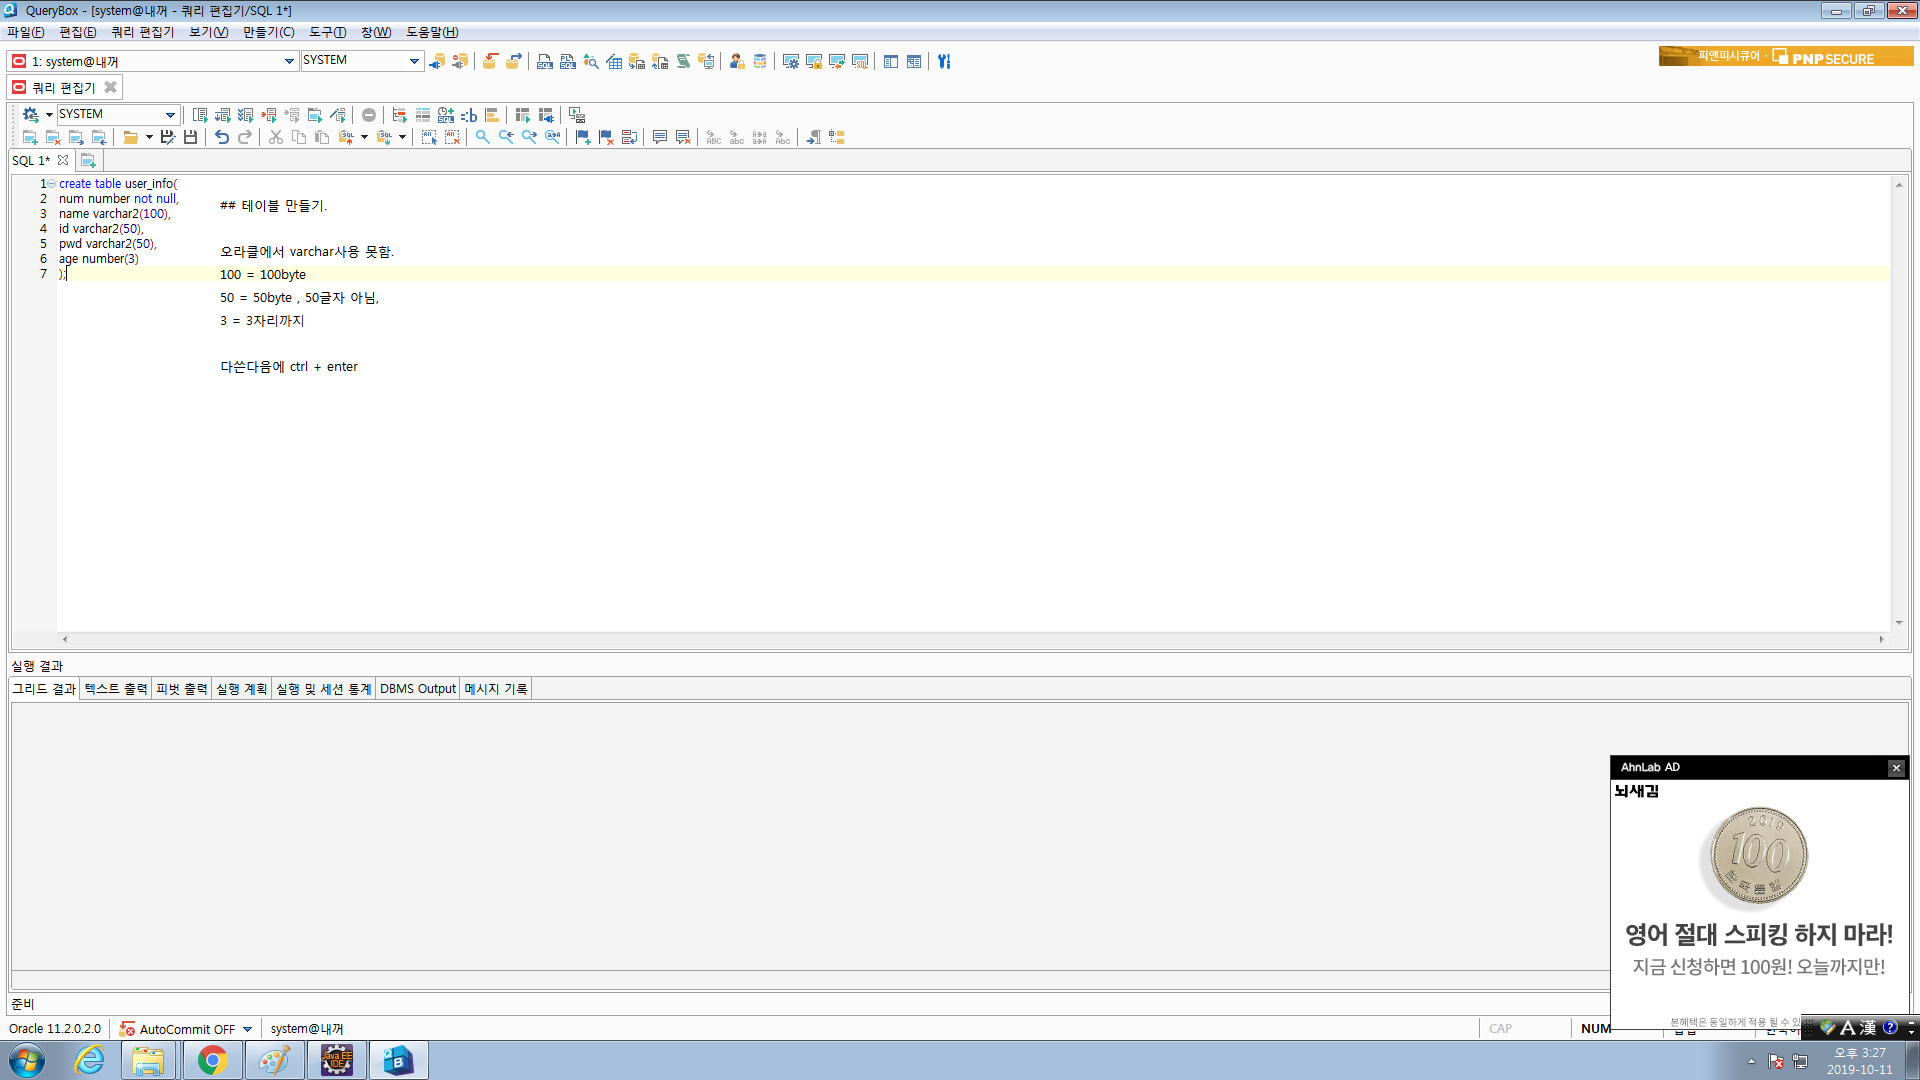 QueryBox - [system@내꺼 - 쿼리 편집기/SQL 1*]
파일(F) 편집(E) 쿼리 편집기 보기(V) 만들기(C) 도구(T) 창(W) 도움말(H)
1: system@내꺼 SYSTEM
피앤피시큐어 · PNP SECURE
쿼리 편집기
SYSTEM
SQL 1*
1 create table user_info(
2 num number not null,
3 name varchar2(100),
4 id varchar2(50),
5 pwd varchar2(50),
6 age number(3)
7 );
## 테이블 만들기.
오라클에서 varchar사용 못함.
100 = 100byte
50 = 50byte , 50글자 아님,
3 = 3자리까지
다쓴다음에 ctrl + enter
실행 결과
그리드 결과 텍스트 출력 피벗 출력 실행 계획 실행 및 세션 통계 DBMS Output 메시지 기록
AhnLab AD
뇌새김
2019
100
영어 절대 스피킹 하지 마라!
지금 신청하면 100원! 오늘까지만!
본혜택은 동일하게 적용 될 수 있
준비
Oracle 11.2.0.2.0 AutoCommit OFF system@내꺼 CAP NUM
A 漢
Java EE IDE
오후 3:27
2019-10-11